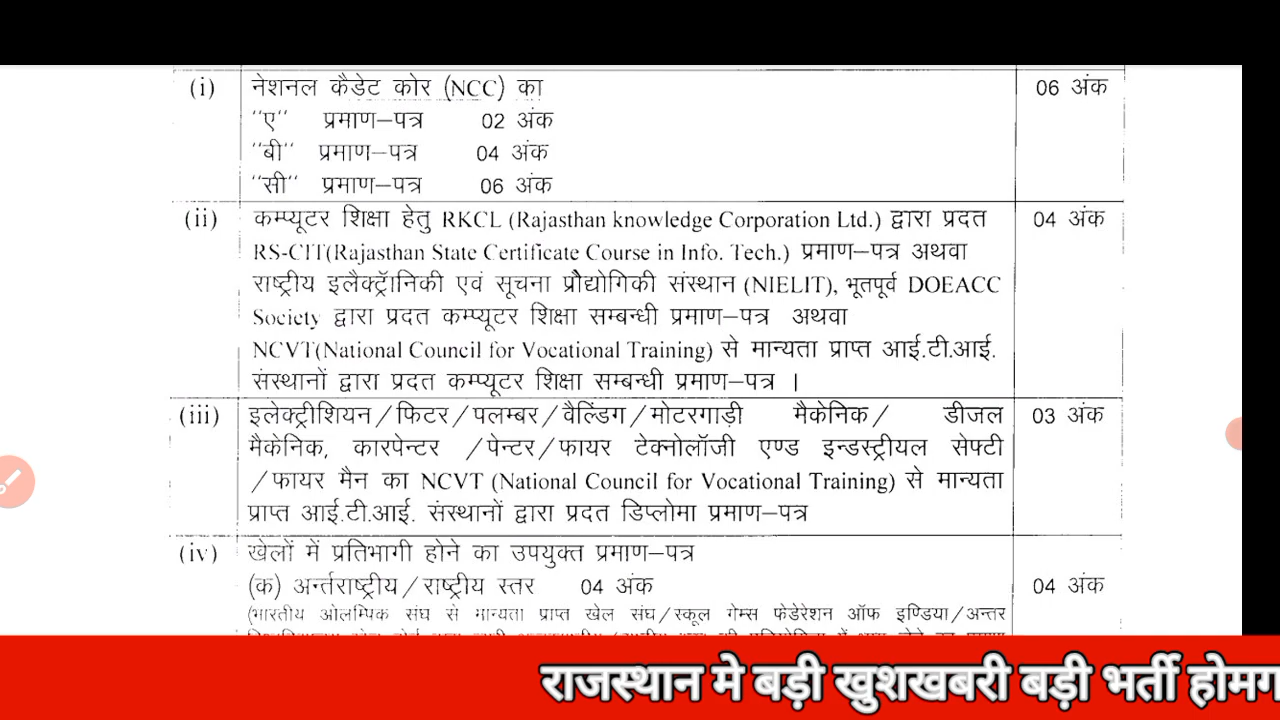 (i) नेशनल कैडेट कोर (NCC) का 06 अंक
"ए" प्रमाण–पत्र 02 अंक
"बी" प्रमाण–पत्र 04 अंक
"सी" प्रमाण–पत्र 06 अंक
(ii) कम्प्यूटर शिक्षा हेतु RKCL (Rajasthan knowledge Corporation Ltd.) द्वारा प्रदत 04 अंक
RS-CIT(Rajasthan State Certificate Course in Info. Tech.) प्रमाण–पत्र अथवा
राष्ट्रीय इलैक्ट्रॅानिकी एवं सूचना प्रौद्योगिकी संस्थान (NIELIT), भूतपूर्व DOEACC
Society द्वारा प्रदत कम्प्यूटर शिक्षा सम्बन्धी प्रमाण–पत्र अथवा
NCVT(National Council for Vocational Training) से मान्यता प्राप्त आई.टी.आई.
संस्थानों द्वारा प्रदत कम्प्यूटर शिक्षा सम्बन्धी प्रमाण–पत्र ।
(iii) इलेक्ट्रीशियन/फिटर/पलम्बर/वैल्डिंग/मोटरगाड़ी मैकेनिक/ डीजल 03 अंक
मैकेनिक, कारपेन्टर /पेन्टर/फायर टेक्नोलॉजी एण्ड इन्डस्ट्रीयल सेफ्टी
/फायर मैन का NCVT (National Council for Vocational Training) से मान्यता
प्राप्त आई.टी.आई. संस्थानों द्वारा प्रदत डिप्लोमा प्रमाण–पत्र
(iv) खेलों में प्रतिभागी होने का उपयुक्त प्रमाण–पत्र
(क) अर्न्तराष्ट्रीय/राष्ट्रीय स्तर 04 अंक 04 अंक
(भारतीय ओलम्पिक संघ से मान्यता प्राप्त खेल संघ/स्कूल गेम्स फेडेरेशन ऑफ इण्डिया/अन्तर
राजस्थान मे बड़ी खुशखबरी बड़ी भर्ती होमग